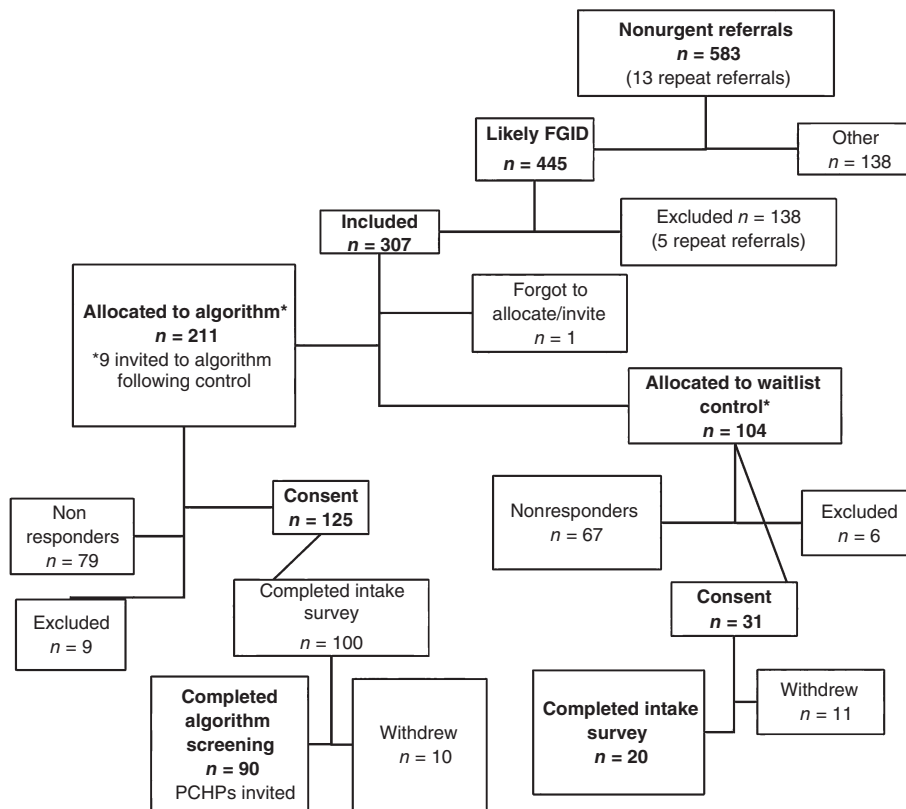 Nonurgent referrals
n = 583
(13 repeat referrals)
Likely FGID
n = 445
Other
n = 138
Included
n = 307
Excluded n = 138
(5 repeat referrals)
Allocated to algorithm*
n = 211
*9 invited to algorithm
following control
Forgot to
allocate/invite
n = 1
Allocated to waitlist
control*
n = 104
Non
responders
n = 79
Consent
n = 125
Nonresponders
n = 67
Excluded
n = 6
Excluded
n = 9
Completed intake
survey
n = 100
Consent
n = 31
Completed
algorithm
screening
n = 90
PCHPs invited
Withdrew
n = 10
Completed intake
survey
n = 20
Withdrew
n = 11